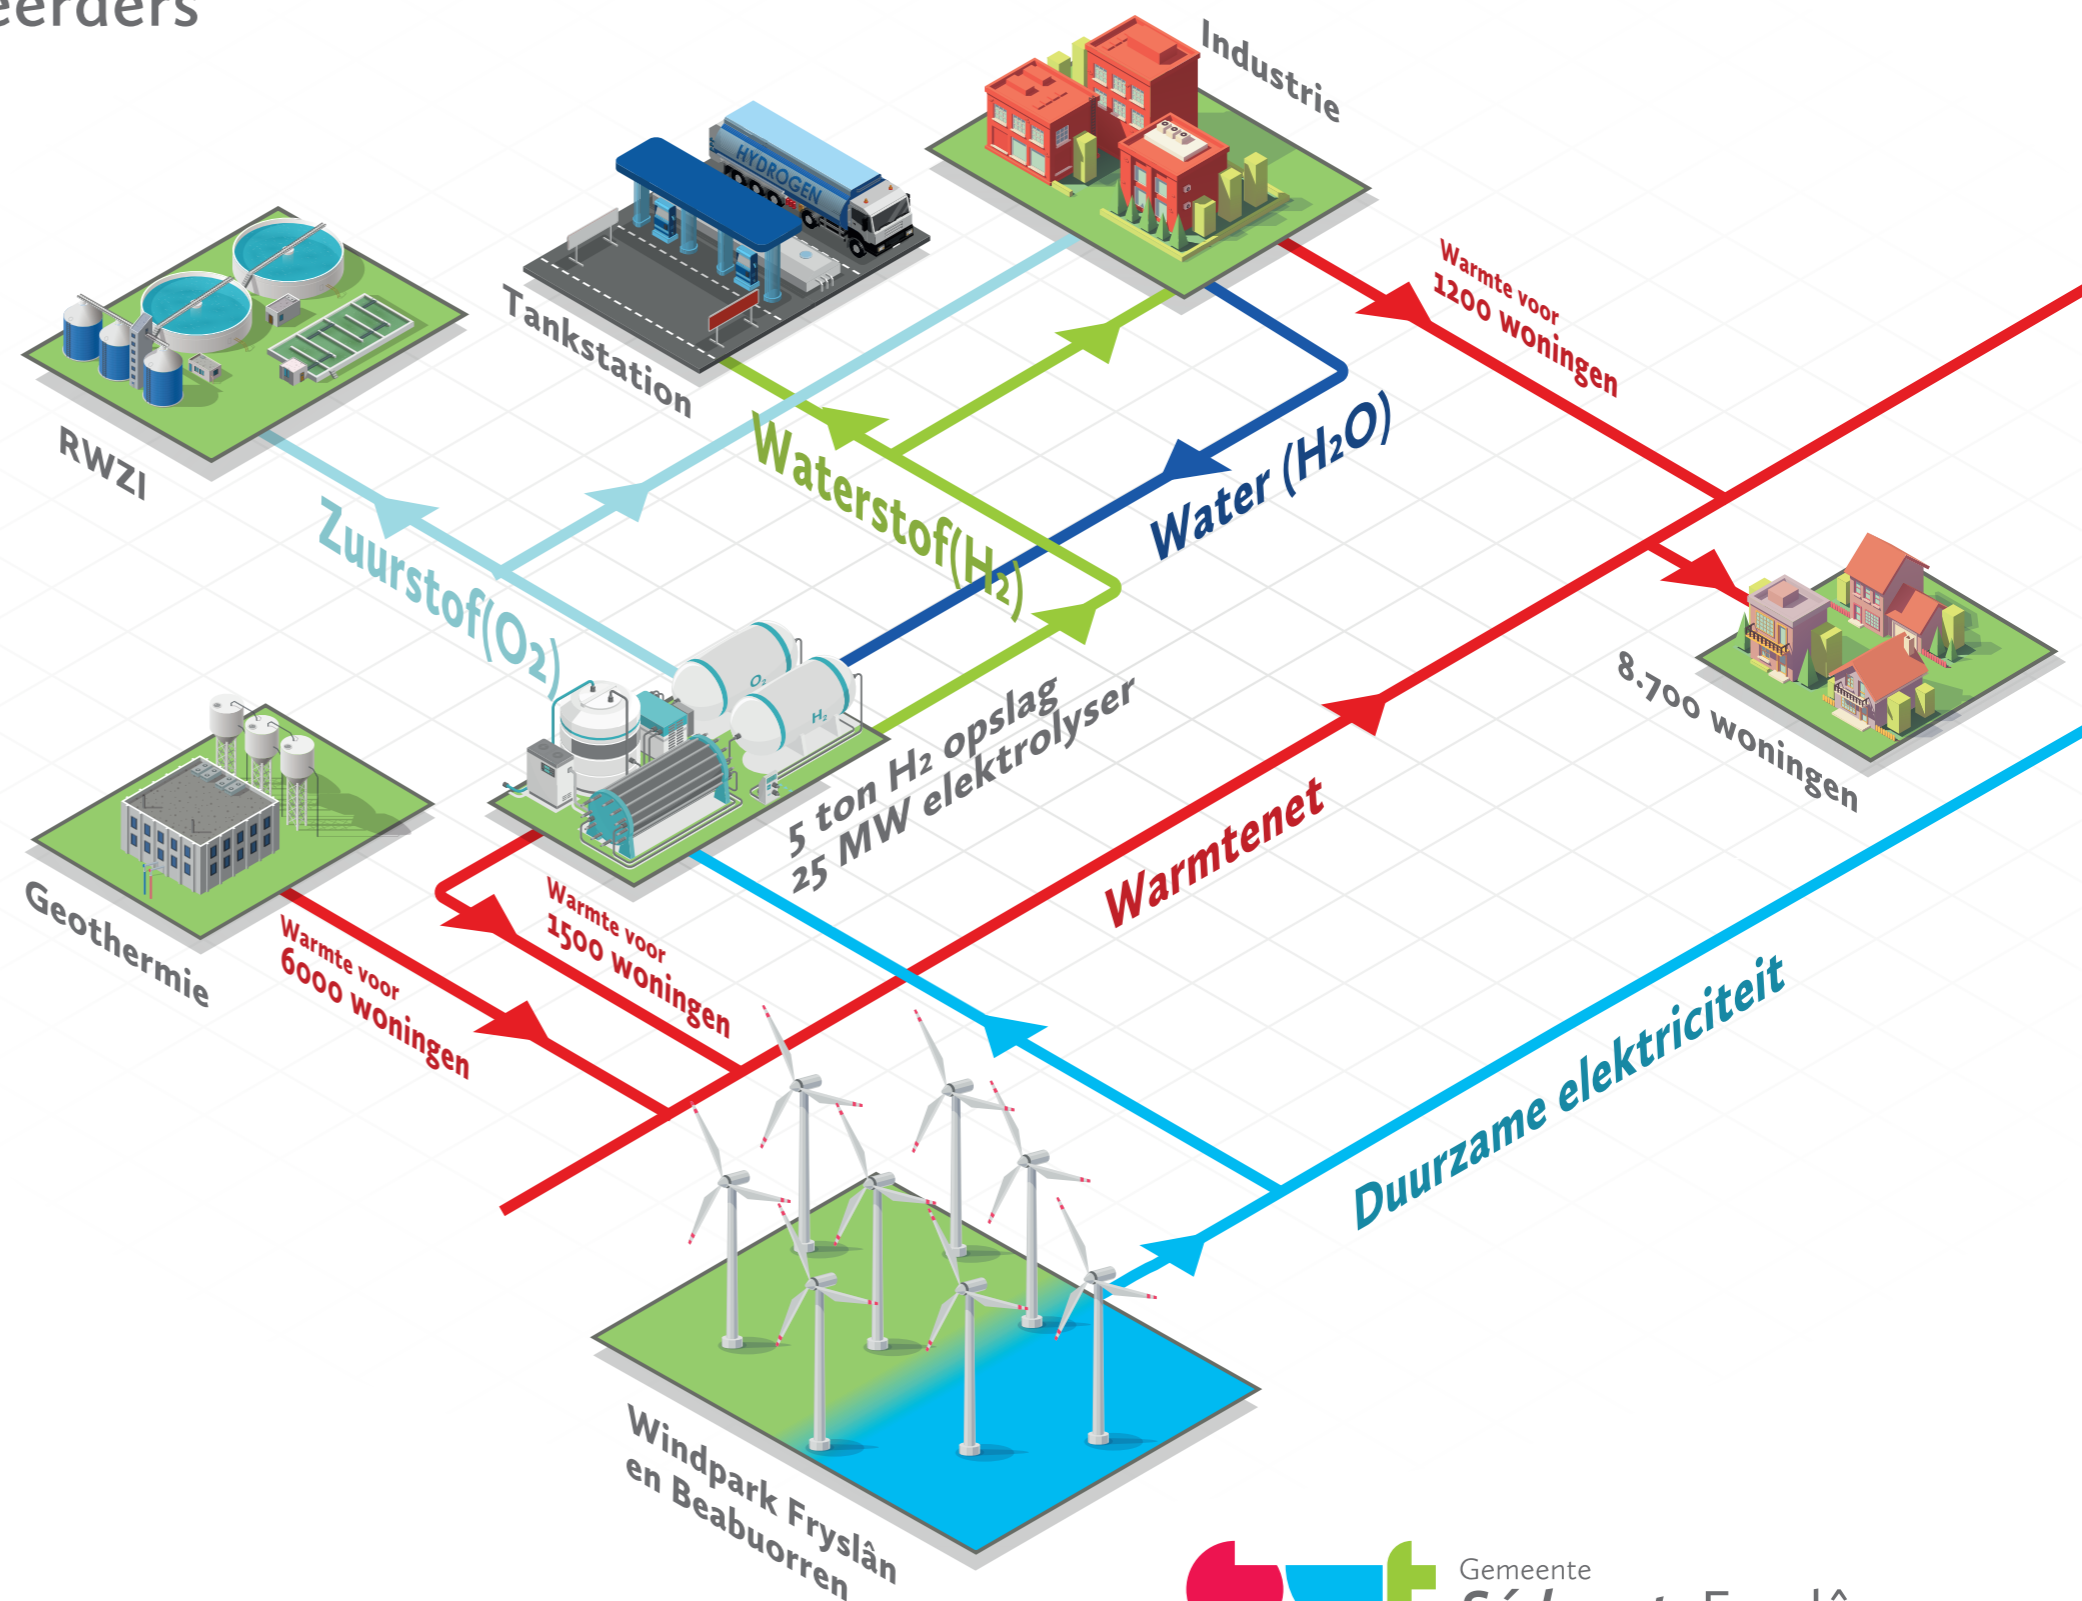 Industrie
HYDROGEN
Tankstation
Warmte voor
1200 woningen
RWZI
Zuurstof(O₂)
Waterstof(H₂)
Water (H₂O)
O₂
H₂
5 ton H₂ opslag
25 MW elektrolyser
8.700 woningen
Geothermie
Warmte voor
6000 woningen
Warmte voor
1500 woningen
Warmtenet
Duurzame elektriciteit
Windpark Fryslân
en Beabuorren
Gemeente